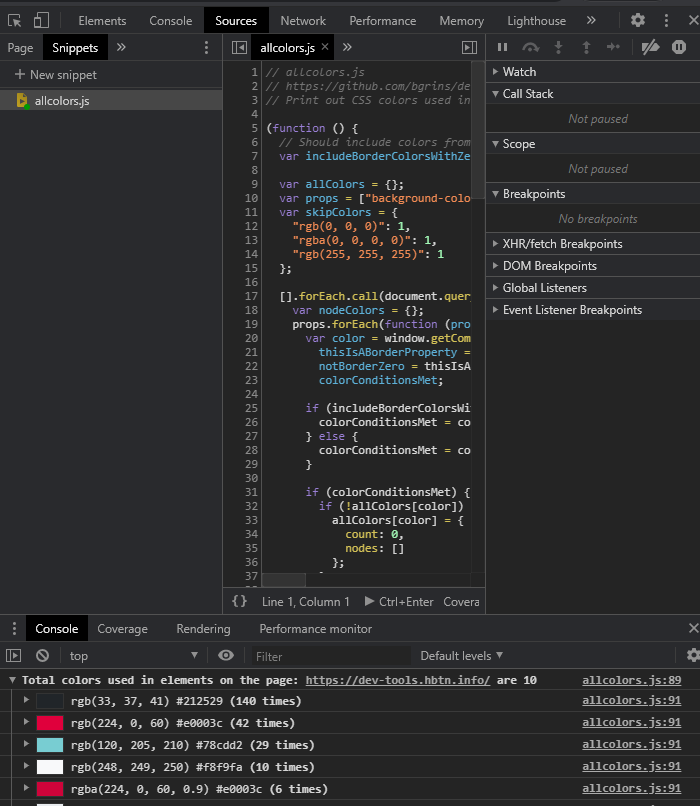 Elements Console Sources Network Performance Memory Lighthouse »
Page Snippets »
+ New snippet
allcolors.js
allcolors.js × »
1 // allcolors.js
2 // https://github.com/bgrins/de
3 // Print out CSS colors used in
4
5 (function () {
6 // Should include colors from
7 var includeBorderColorsWithZe
8
9 var allColors = {};
10 var props = ["background-colo
11 var skipColors = {
12 "rgb(0, 0, 0)": 1,
13 "rgba(0, 0, 0, 0)": 1,
14 "rgb(255, 255, 255)": 1
15 };
16
17 [].forEach.call(document.query
18 var nodeColors = {};
19 props.forEach(function (pro
20 var color = window.getCom
21 thisIsABorderProperty =
22 notBorderZero = thisIsA
23 colorConditionsMet;
24
25 if (includeBorderColorsWi
26 colorConditionsMet = co
27 } else {
28 colorConditionsMet = co
29 }
30
31 if (colorConditionsMet) {
32 if (!allColors[color])
33 allColors[color] = {
34 count: 0,
35 nodes: []
36 };
37
{} Line 1, Column 1 Ctrl+Enter Covera
Watch
Call Stack
Not paused
Scope
Not paused
Breakpoints
No breakpoints
XHR/fetch Breakpoints
DOM Breakpoints
Global Listeners
Event Listener Breakpoints
Console Coverage Rendering Performance monitor
top Filter Default levels
Total colors used in elements on the page: https://dev-tools.hbtn.info/ are 10 allcolors.js:89
rgb(33, 37, 41) #212529 (140 times) allcolors.js:91
rgb(224, 0, 60) #e0003c (42 times) allcolors.js:91
rgb(120, 205, 210) #78cdd2 (29 times) allcolors.js:91
rgb(248, 249, 250) #f8f9fa (10 times) allcolors.js:91
rgba(224, 0, 60, 0.9) #e0003c (6 times) allcolors.js:91